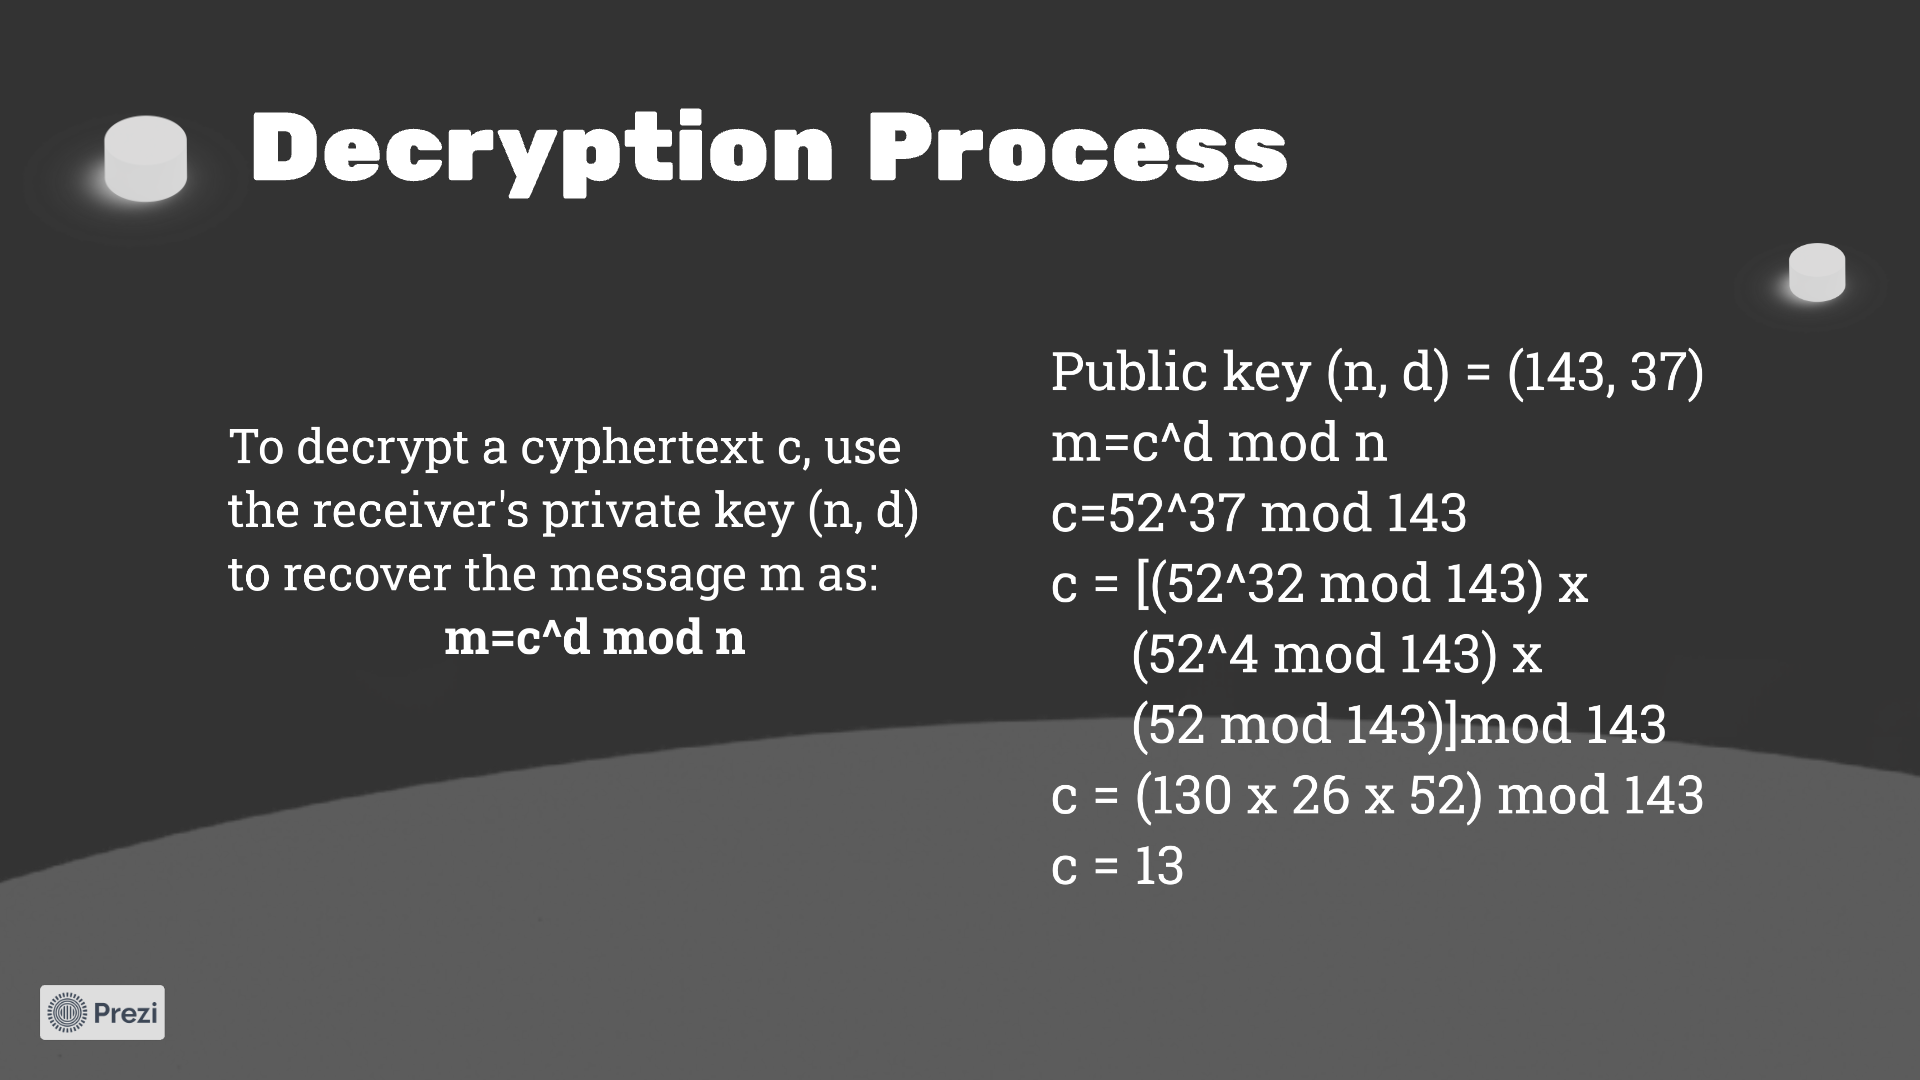 Decryption Process
To decrypt a cyphertext c, use
the receiver's private key (n, d)
to recover the message m as:
m=c^d mod n
Public key (n, d) = (143, 37)
m=c^d mod n
c=52^37 mod 143
c = [(52^32 mod 143) x
(52^4 mod 143) x
(52 mod 143)]mod 143
c = (130 x 26 x 52) mod 143
c = 13
Prezi